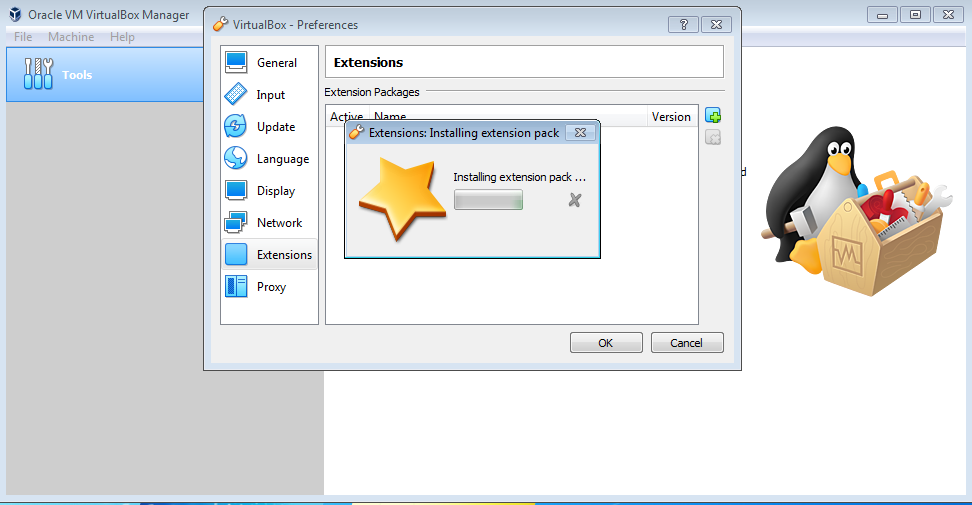 Oracle VM VirtualBox Manager
File Machine Help
Tools
VirtualBox - Preferences
?
General
Input
Update
Language
Display
Network
Extensions
Proxy
Extensions
Extension Packages
Active Name Version
Extensions: Installing extension pack
Installing extension pack ...
OK Cancel
d